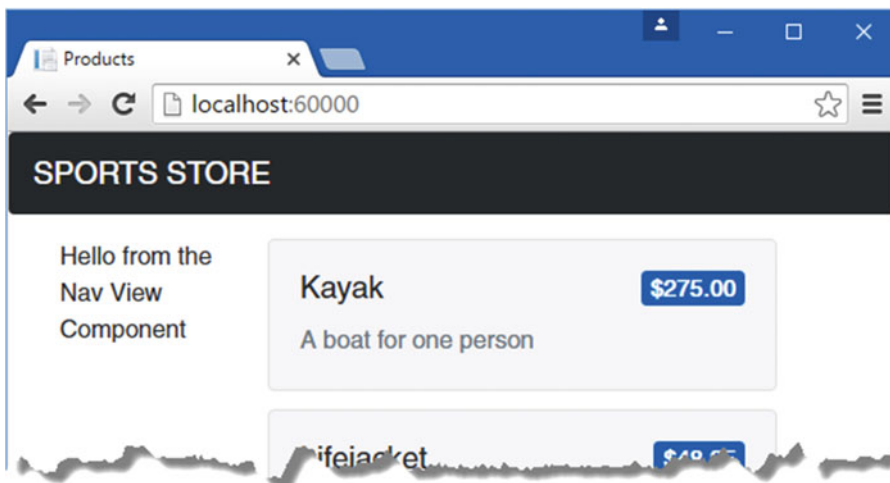 Products
localhost:60000
SPORTS STORE
Hello from the
Nav View
Component
Kayak
$275.00
A boat for one person